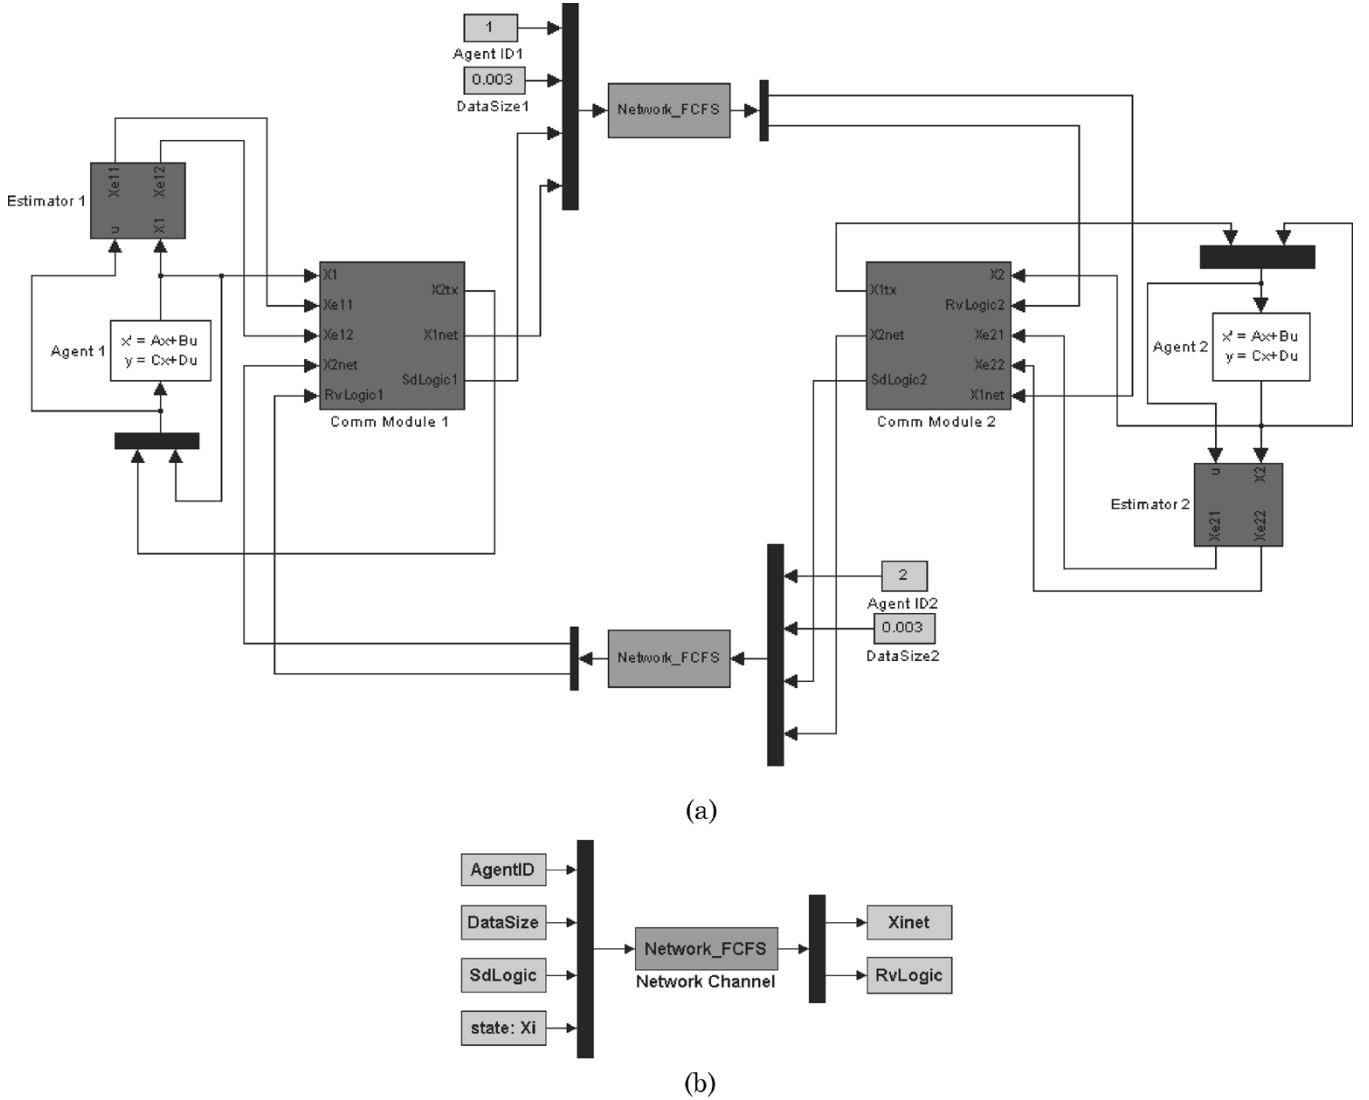 1
Agent ID1
0.003
DataSize1
Network_FCFS
Xe11
Xe12
u
X1
Estimator 1
X1
Xe11
Xe12
X2net
RvLogic1
X2tx
X1net
SdLogic1
Comm Module 1
x' = Ax+Bu
y = Cx+Du
Agent 1
X1tx
X2net
SdLogic2
X2
RvLogic2
Xe21
Xe22
X1net
Comm Module 2
Agent 2
x' = Ax+Bu
y = Cx+Du
u
X2
Xe21
Xe22
Estimator 2
2
Agent ID2
0.003
DataSize2
Network_FCFS
(a)
AgentID
DataSize
SdLogic
state: Xi
Network_FCFS
Network Channel
Xinet
RvLogic
(b)